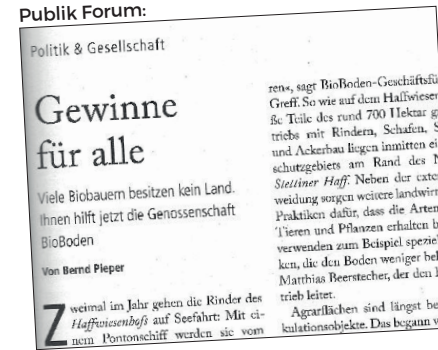 Publik Forum:
Politik & Gesellschaft
Gewinne
für alle
Viele Biobauern besitzen kein Land.
Ihnen hilft jetzt die Genossenschaft
BioBoden
Von Bernd Pieper
Zweimal im Jahr gehen die Rinder des
Haffwiesenhofs auf Seefahrt: Mit ei-
nem Pontonschiff werden sie vom
ren«, sagt BioBoden-Geschäftsfü
Greff. So wie auf dem Haffwiesen
ße Teile des rund 700 Hektar g
triebs mit Rindern, Schafen, S
und Ackerbau liegen inmitten ei
schutzgebiets am Rand des N
Stettiner Haff. Neben der exte
weidung sorgen weitere landwirt
Praktiken dafür, dass die Arten
Tieren und Pflanzen erhalten b
verwenden zum Beispiel spezie
ken, die den Boden weniger bel
Matthias Beerstecher, der den
trieb leitet.
Agrarflächen sind längst be
kulationsobjekte. Das begann v